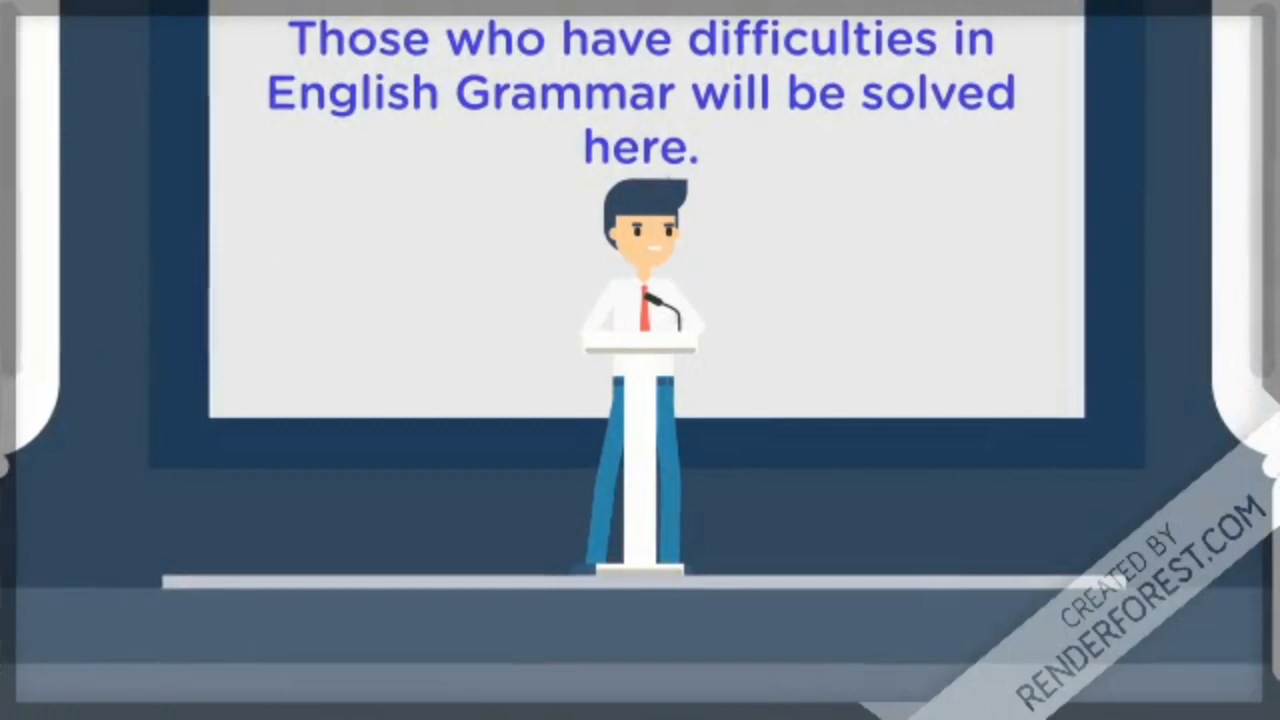 Those who have difficulties in
English Grammar will be solved
here.
CREATED BY
RENDERFOREST.COM